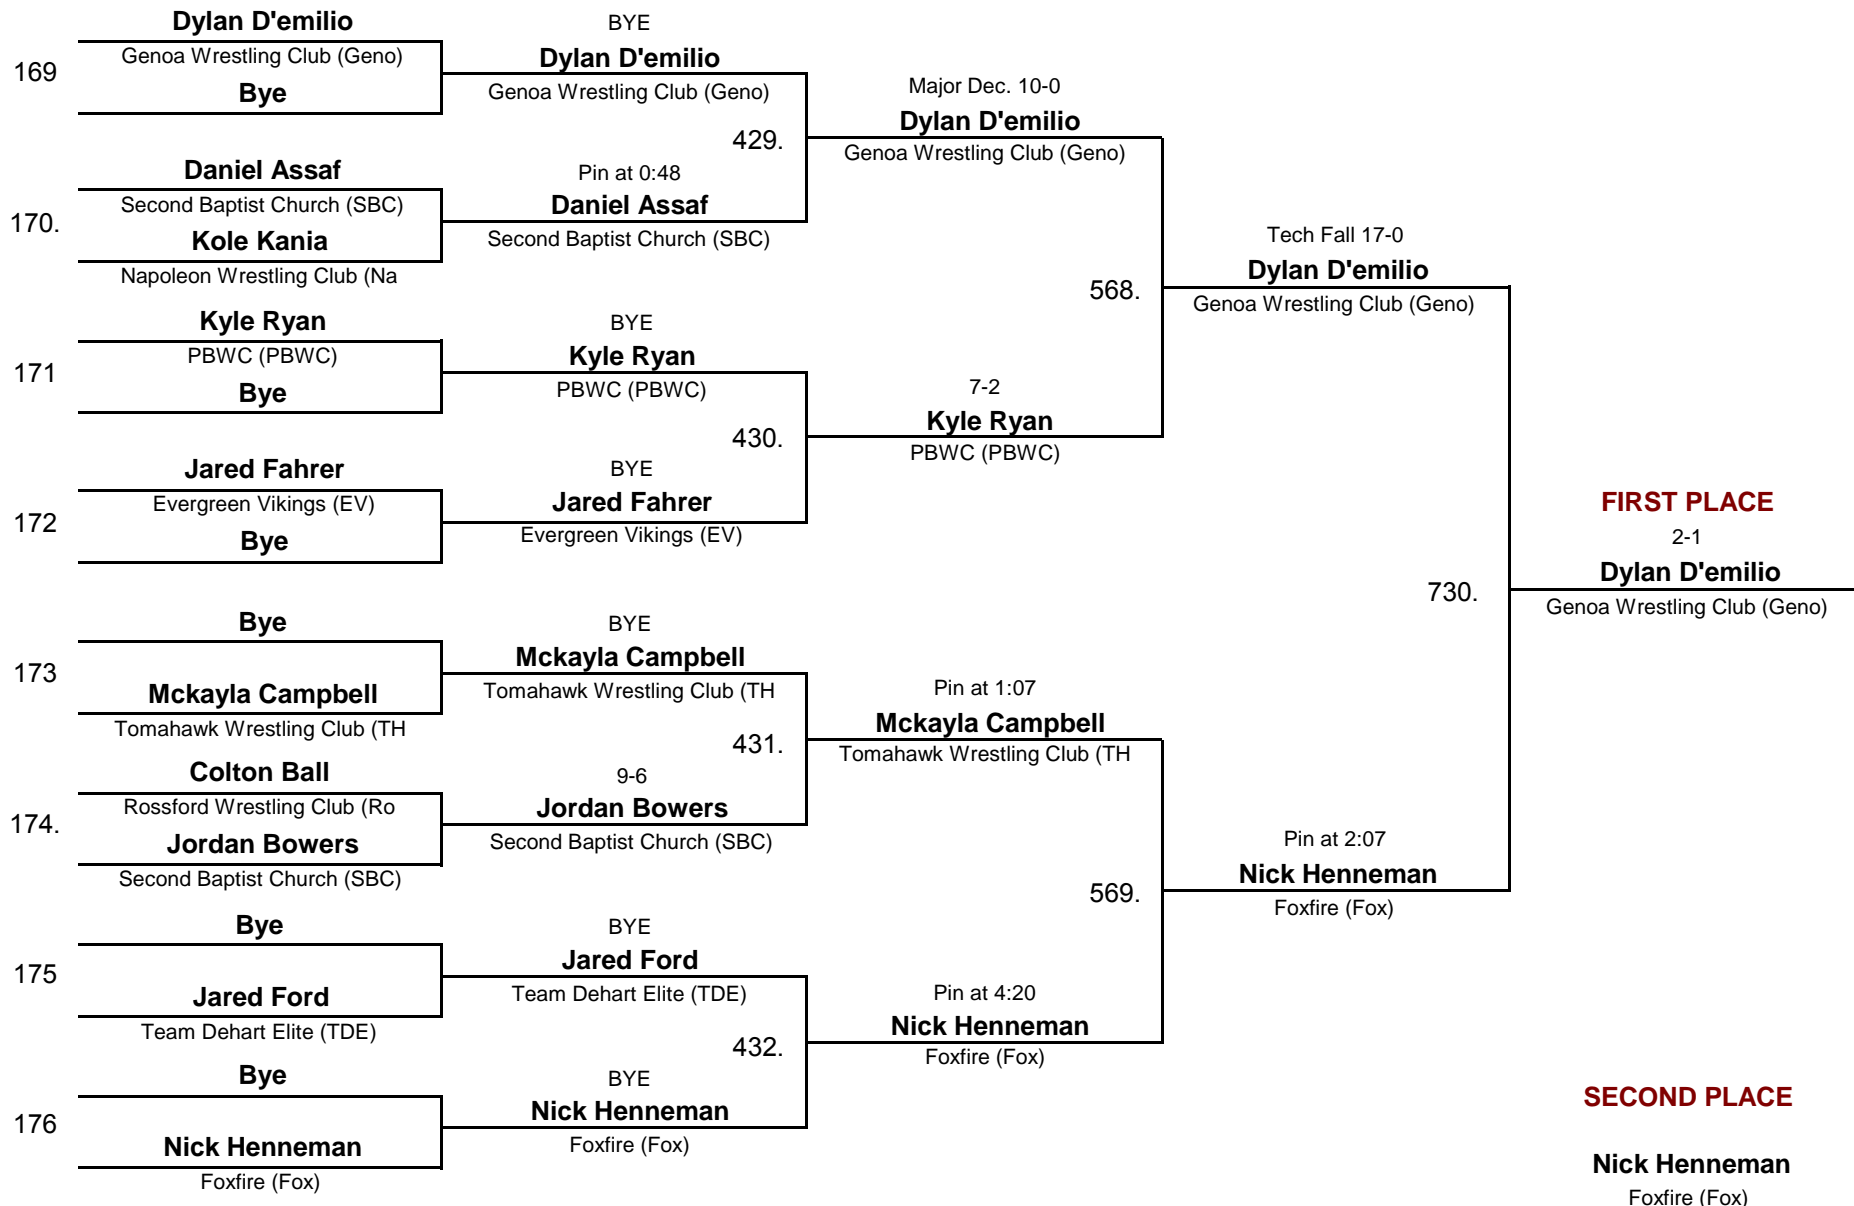 Dylan D'emilio
Genoa Wrestling Club (Geno)
169
Bye
Daniel Assaf
Second Baptist Church (SBC)
170.
Kole Kania
Napoleon Wrestling Club (Na
Kyle Ryan
PBWC (PBWC)
171
Bye
Jared Fahrer
Evergreen Vikings (EV)
172
Bye
Bye
173
Mckayla Campbell
Tomahawk Wrestling Club (TH
Colton Ball
Rossford Wrestling Club (Ro
174.
Jordan Bowers
Second Baptist Church (SBC)
Bye
175
Jared Ford
Team Dehart Elite (TDE)
Bye
176
Nick Henneman
Foxfire (Fox)
BYE
Dylan D'emilio
Genoa Wrestling Club (Geno)
429.
Pin at 0:48
Daniel Assaf
Second Baptist Church (SBC)
BYE
Kyle Ryan
PBWC (PBWC)
430.
BYE
Jared Fahrer
Evergreen Vikings (EV)
BYE
Mckayla Campbell
Tomahawk Wrestling Club (TH
431.
9-6
Jordan Bowers
Second Baptist Church (SBC)
BYE
Jared Ford
Team Dehart Elite (TDE)
432.
BYE
Nick Henneman
Foxfire (Fox)
Major Dec. 10-0
Dylan D'emilio
Genoa Wrestling Club (Geno)
568.
7-2
Kyle Ryan
PBWC (PBWC)
Pin at 1:07
Mckayla Campbell
Tomahawk Wrestling Club (TH
569.
Pin at 4:20
Nick Henneman
Foxfire (Fox)
Tech Fall 17-0
Dylan D'emilio
Genoa Wrestling Club (Geno)
730.
Pin at 2:07
Nick Henneman
Foxfire (Fox)
FIRST PLACE
2-1
Dylan D'emilio
Genoa Wrestling Club (Geno)
SECOND PLACE
Nick Henneman
Foxfire (Fox)